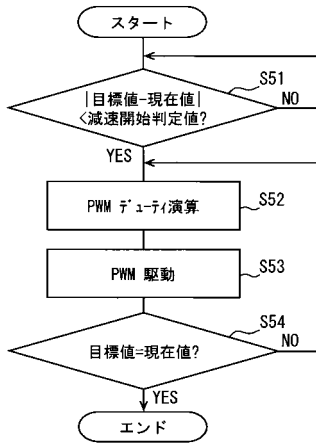 スタート
S51
|目標値-現在値|
<減速開始判定値?
NO
YES
PWM デューティ演算
S52
PWM 駆動
S53
S54
目標値=現在値?
NO
YES
エンド